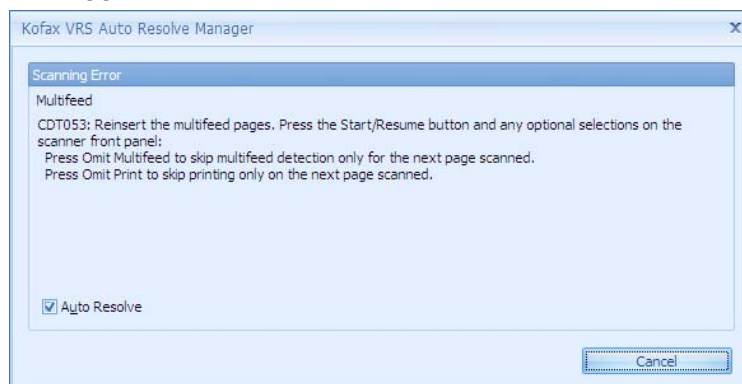 Kofax VRS Auto Resolve Manager
Scanning Error
Multifeed
CDT053: Reinsert the multifeed pages. Press the Start/Resume button and any optional selections on the
scanner front panel:
Press Omit Multifeed to skip multifeed detection only for the next page scanned.
Press Omit Print to skip printing only on the next page scanned.
Auto Resolve
Cancel